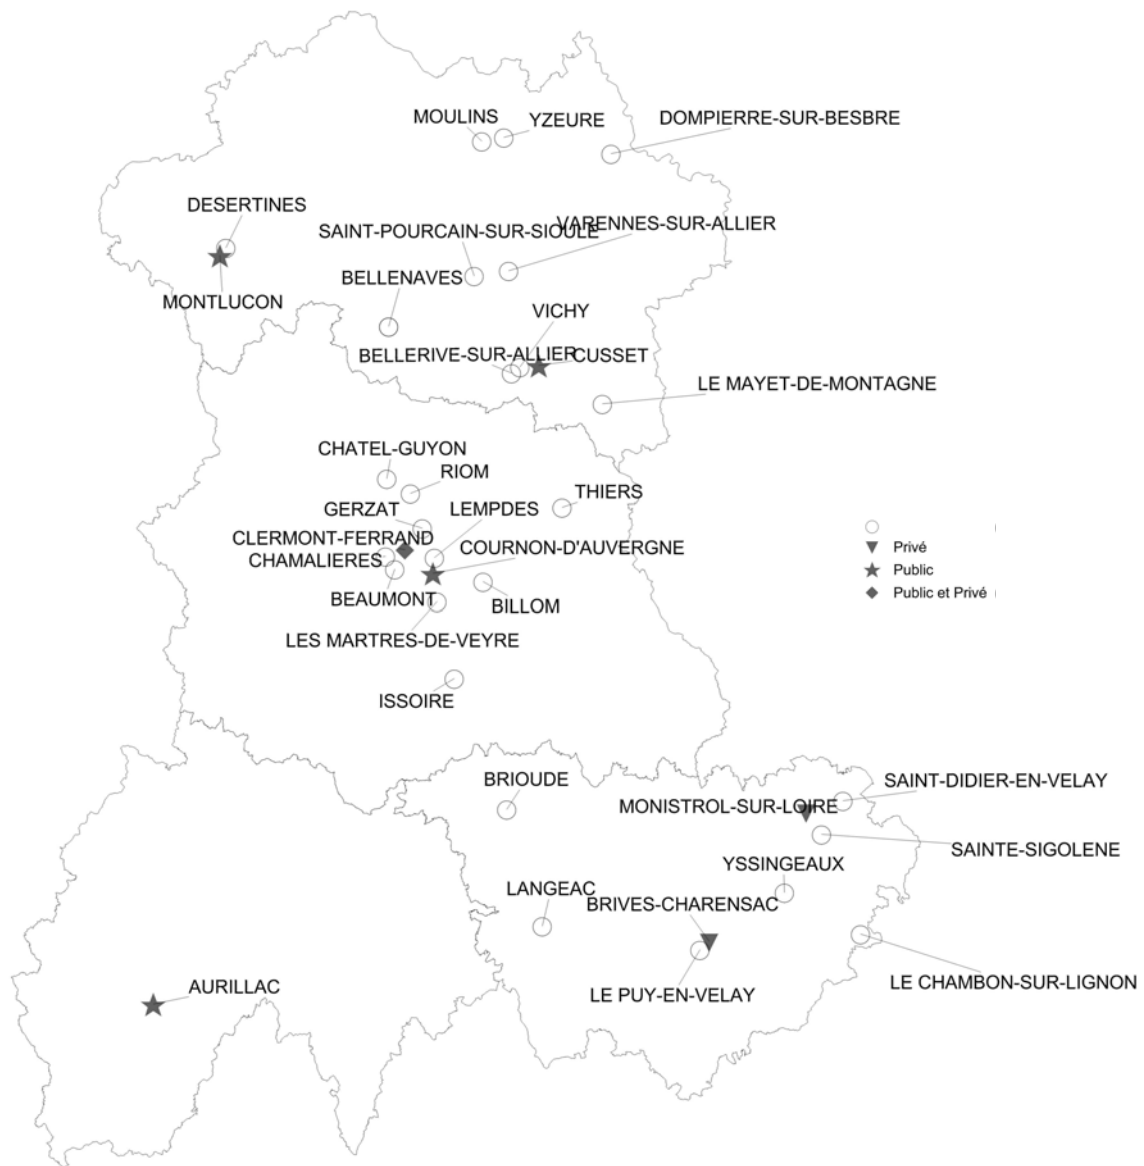 MOULINS
YZEURE
DOMPIERRE-SUR-BESBRE
DESERTINES
SAINT-POURCAIN-SUR-SIOULE
VARENNES-SUR-ALLIER
BELLENAVES
MONTLUCON
VICHY
BELLERIVE-SUR-ALLIER
CUSSET
LE MAYET-DE-MONTAGNE
CHATEL-GUYON
RIOM
THIERS
GERZAT
LEMPDES
CLERMONT-FERRAND
COURNON-D'AUVERGNE
CHAMALIERES
BEAUMONT
BILLOM
LES MARTRES-DE-VEYRE
ISSOIRE
Privé
Public
Public et Privé
BRIOUDE
SAINT-DIDIER-EN-VELAY
MONISTROL-SUR-LOIRE
SAINTE-SIGOLENE
YSSINGEAUX
LANGEAC
BRIVES-CHARENSAC
LE CHAMBON-SUR-LIGNON
AURILLAC
LE PUY-EN-VELAY